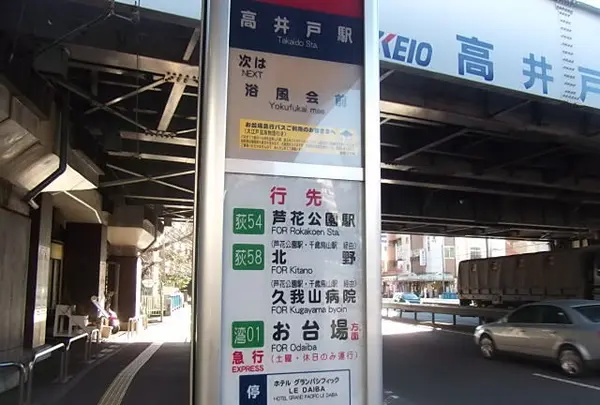 高井戸駅
Takaido Sta.
KEIO 高井戸
次は
NEXT
浴風会前
Yokufukai mae
行先
荻54 芦花公園駅
FOR Rokakoen Sta.
荻58 (芦花公園駅・千歳烏山駅 経由)
北野
FOR Kitano
(芦花公園駅・千歳烏山駅 経由)
久我山病院
FOR Kugayama byoin
湾01 お台場方面
FOR Odaiba
急行 (土曜・休日のみ運行)
EXPRESS
停
ホテル グランパシフィック
LE DAIBA
HOTEL GRAND PACIFIC LE DAIBA